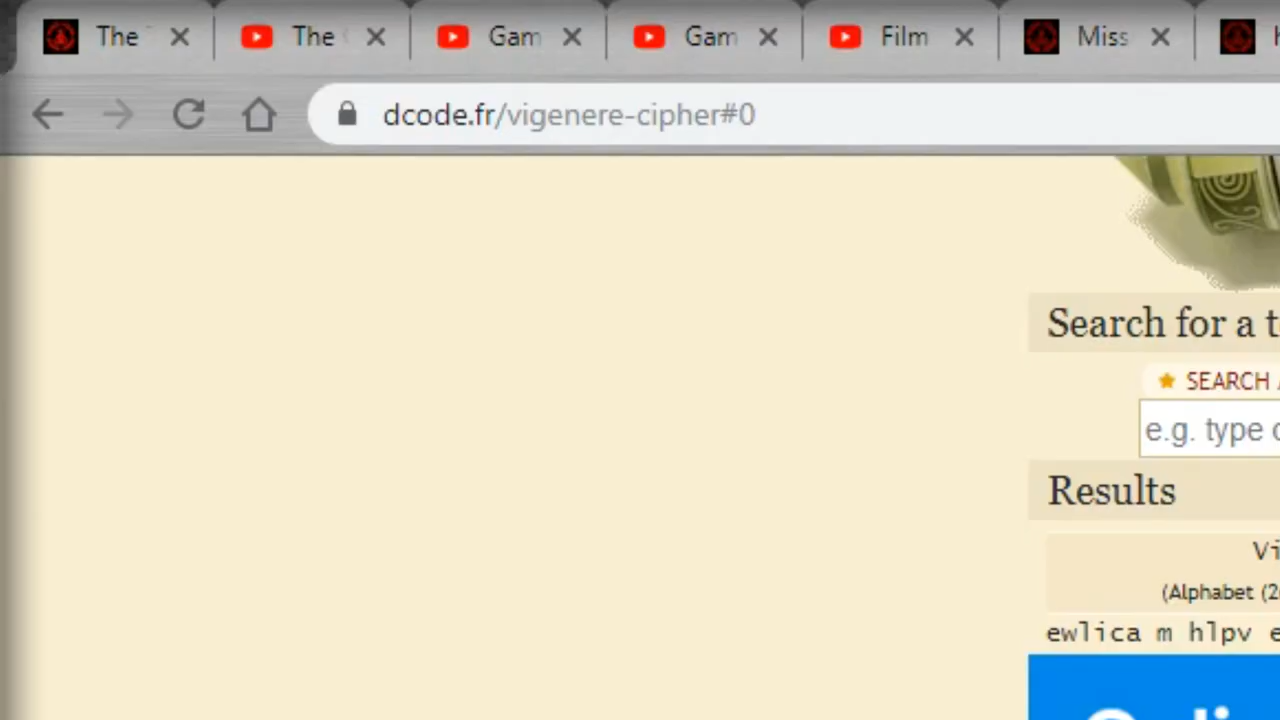 The The Gam Gam Film Miss
dcode.fr/vigenere-cipher#0
Search for a t
SEARCH
e.g. type
Results
Vi
(Alphabet (2
ewlica m hlpv e